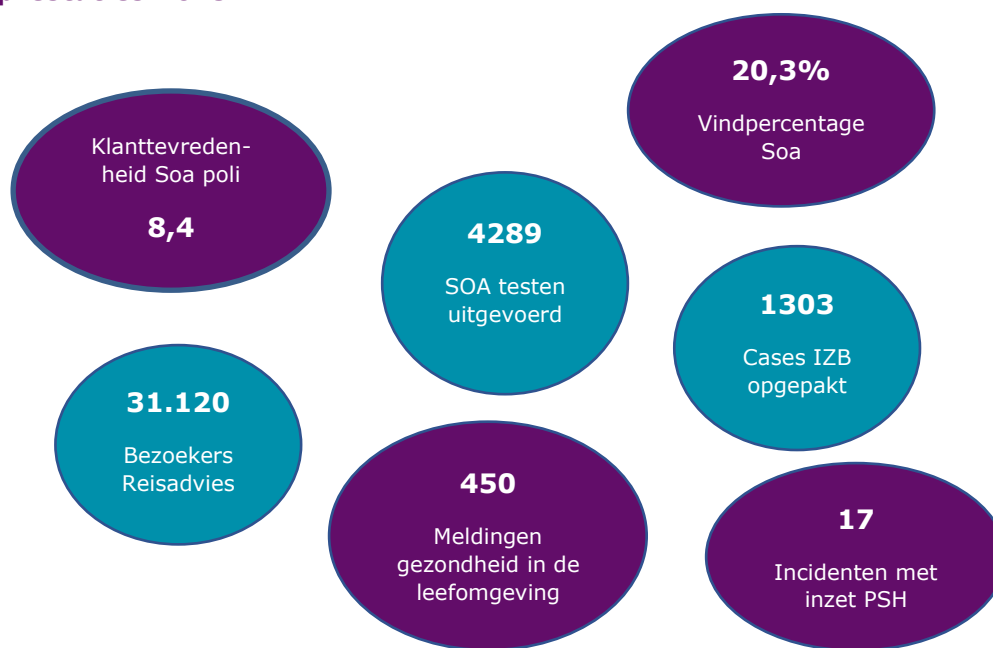 20,3%
Vindpercentage
Soa
Klanttevreden-
heid Soa poli
8,4
4289
SOA testen
uitgevoerd
1303
Cases IZB
opgepakt
31.120
Bezoekers
Reisadvies
450
Meldingen
gezondheid in de
leefomgeving
17
Incidenten met
inzet PSH